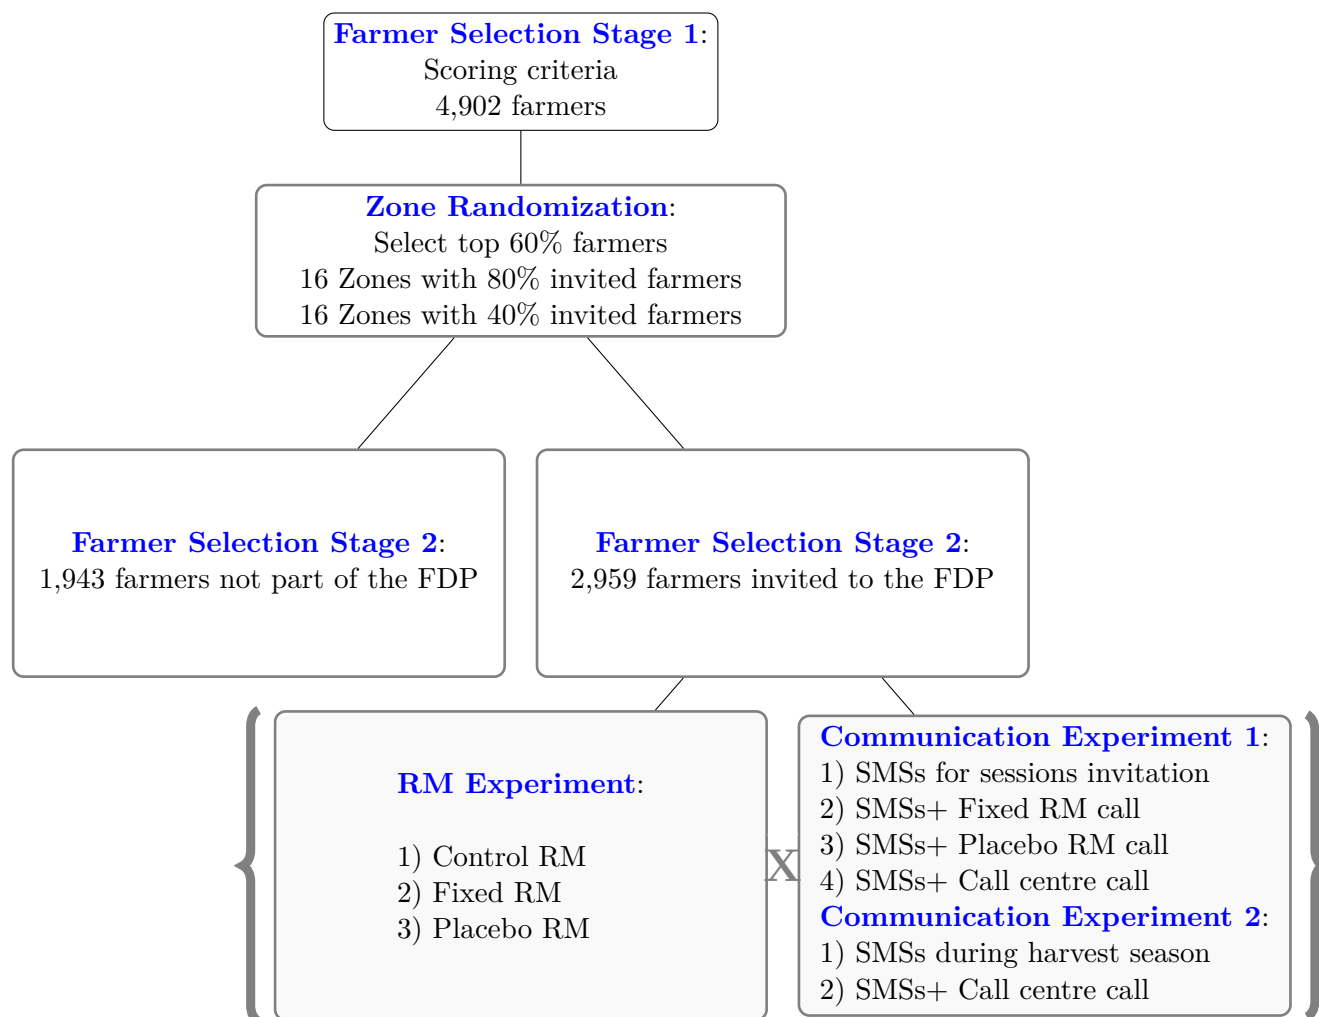 Farmer Selection Stage 1:
Scoring criteria
4,902 farmers
Zone Randomization:
Select top 60% farmers
16 Zones with 80% invited farmers
16 Zones with 40% invited farmers
Farmer Selection Stage 2:
1,943 farmers not part of the FDP
Farmer Selection Stage 2:
2,959 farmers invited to the FDP
RM Experiment:
1) Control RM
2) Fixed RM
3) Placebo RM
X
Communication Experiment 1:
1) SMSs for sessions invitation
2) SMSs+ Fixed RM call
3) SMSs+ Placebo RM call
4) SMSs+ Call centre call
Communication Experiment 2:
1) SMSs during harvest season
2) SMSs+ Call centre call